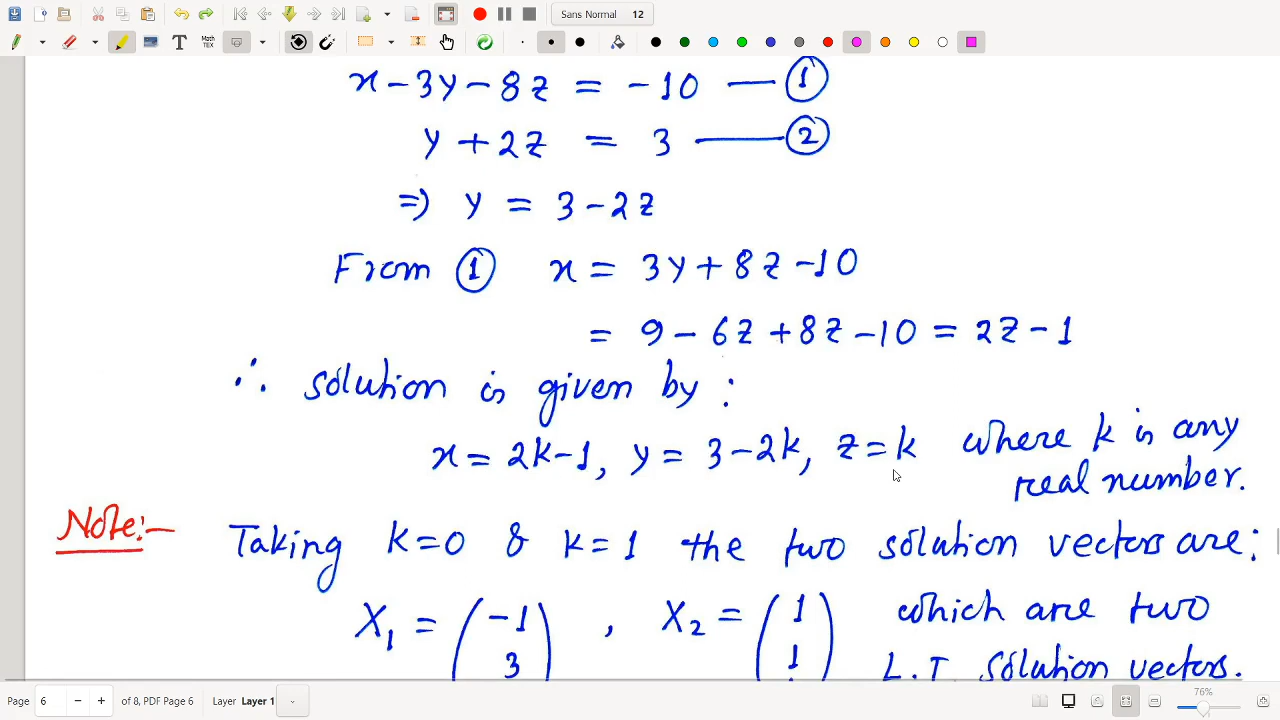 Sans Normal 12
T MATH TEX
x - 3y - 8z = -10 — ①
y + 2z = 3 — ②
=) y = 3 - 2z
From ① x = 3y + 8z - 10
= 9 - 6z + 8z - 10 = 2z - 1
∴ solution is given by :
x = 2k - 1, y = 3 - 2k, z = k where k is any
real number.
Note:- Taking k=0 & k=1 the two solution vectors are:
X₁ = ( -1 , X₂ = ( 1 which are two
3 1 L.I solution vectors.
Page 6 of 8, PDF Page 6 Layer Layer 1 76%